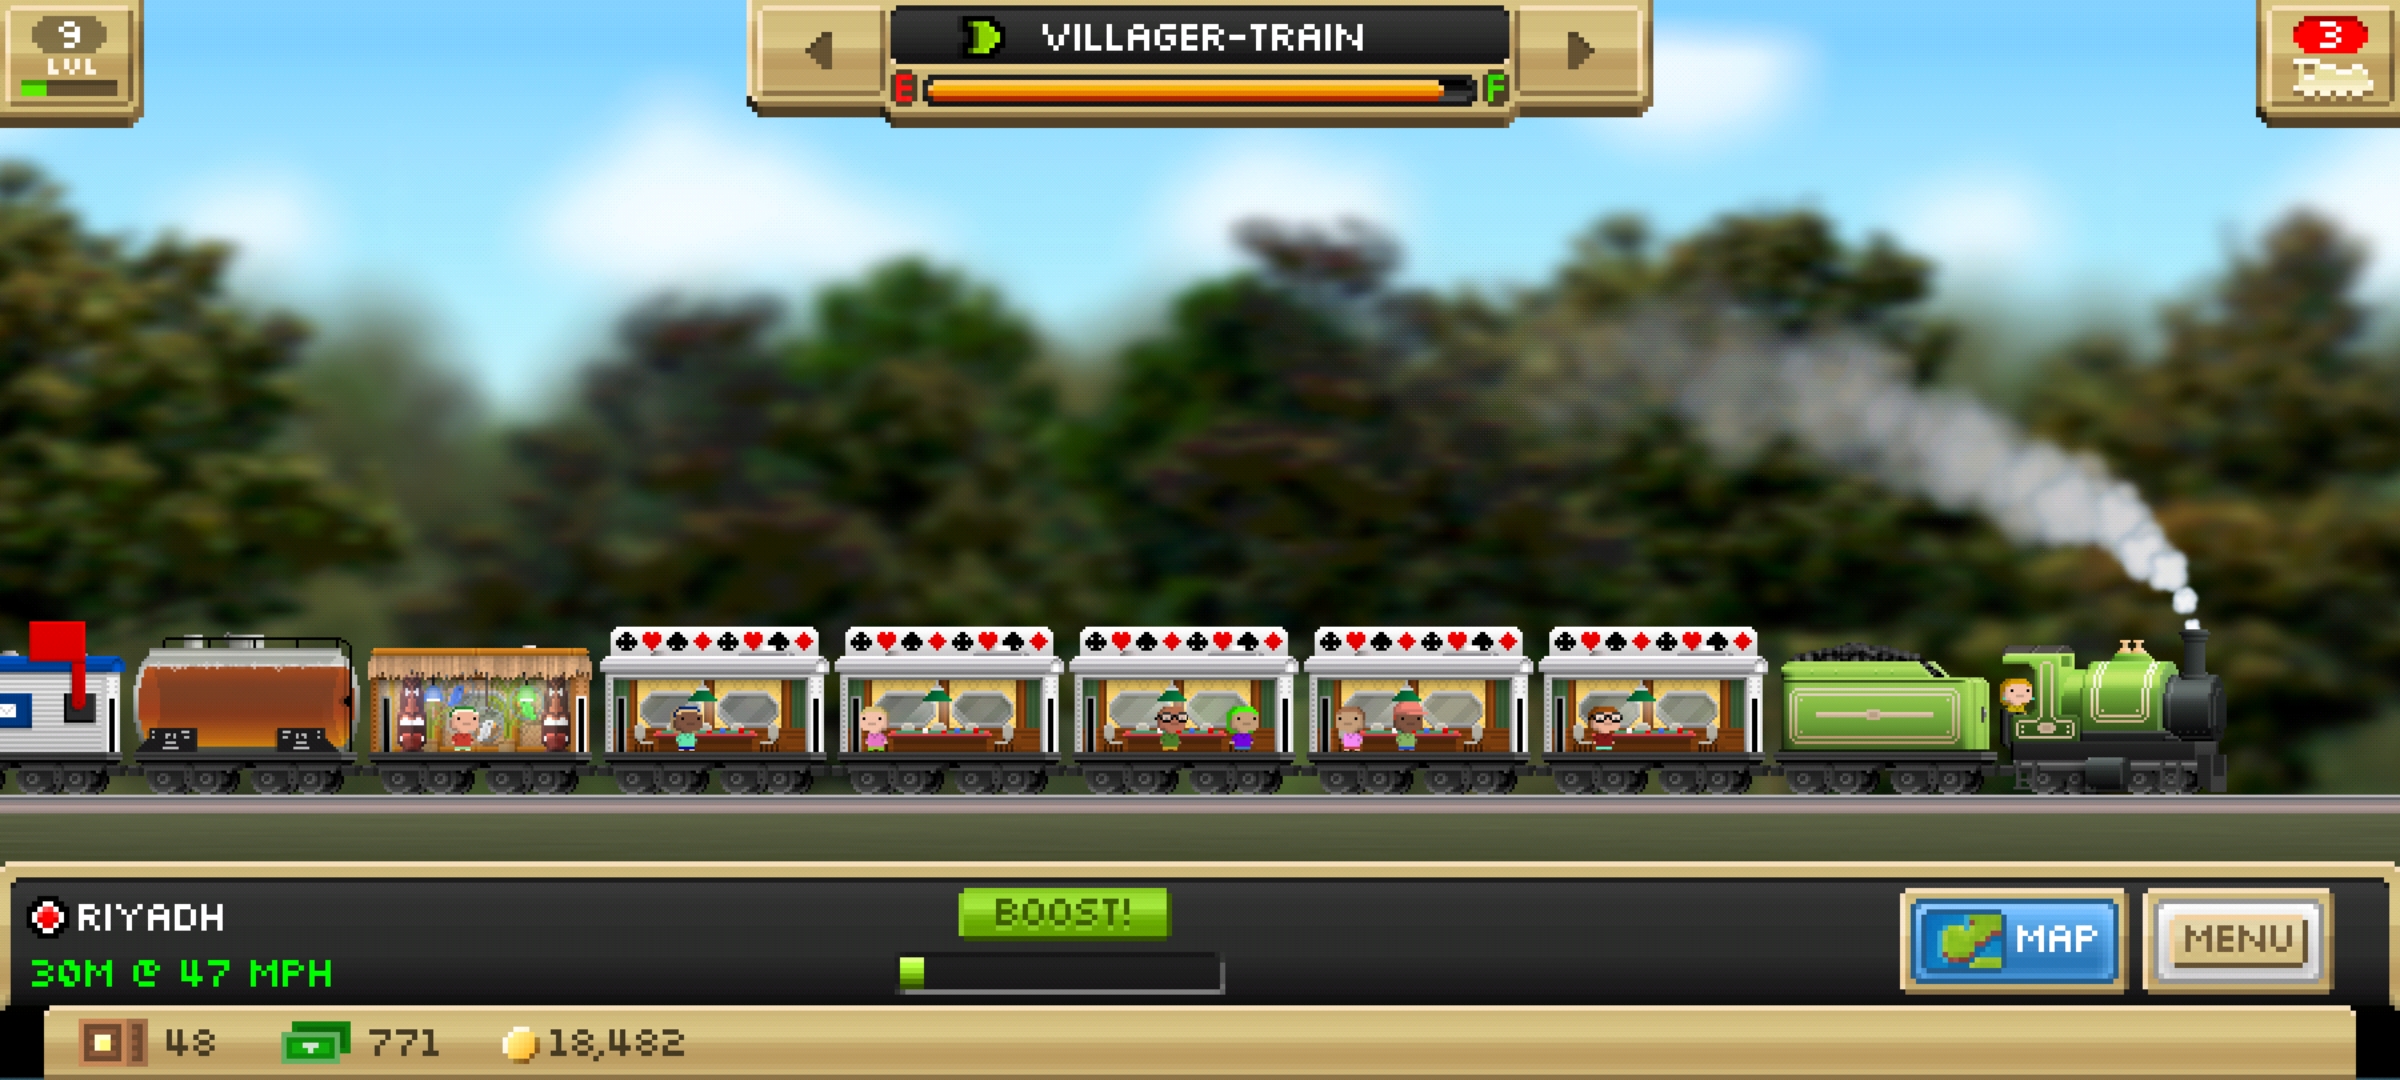 9
LVL
VILLAGER-TRAIN
E F
3
RIYADH
30M @ 47 MPH
BOOST!
MAP
MENU
48
771
18,482